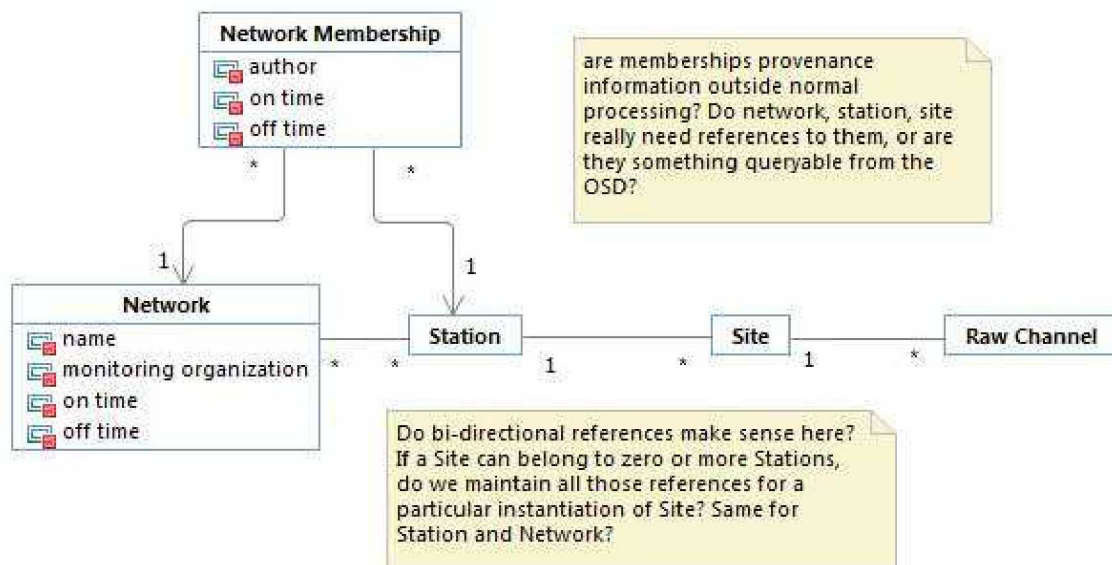 Network Membership
author
on time
off time
are memberships provenance
information outside normal
processing? Do network, station, site
really need references to them, or are
they something queryable from the
OSD?
*
*
1
1
Network
name
monitoring organization
on time
off time
*
*
Station
1
*
Site
1
*
Raw Channel
Do bi-directional references make sense here?
If a Site can belong to zero or more Stations,
do we maintain all those references for a
particular instantiation of Site? Same for
Station and Network?